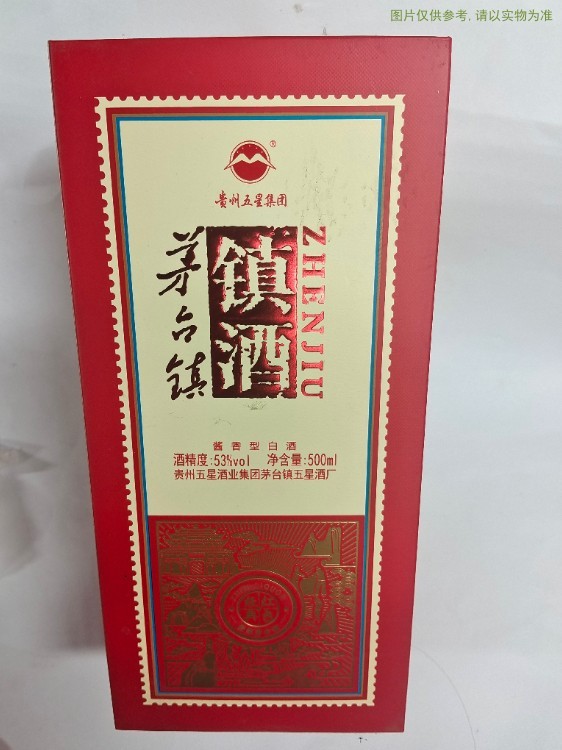 图片仅供参考, 请以实物为准
®
贵州五星集团
茅台镇
镇酒
ZHENJIU
酱香型白酒
酒精度:53%vol 净含量:500ml
贵州五星酒业集团茅台镇五星酒厂